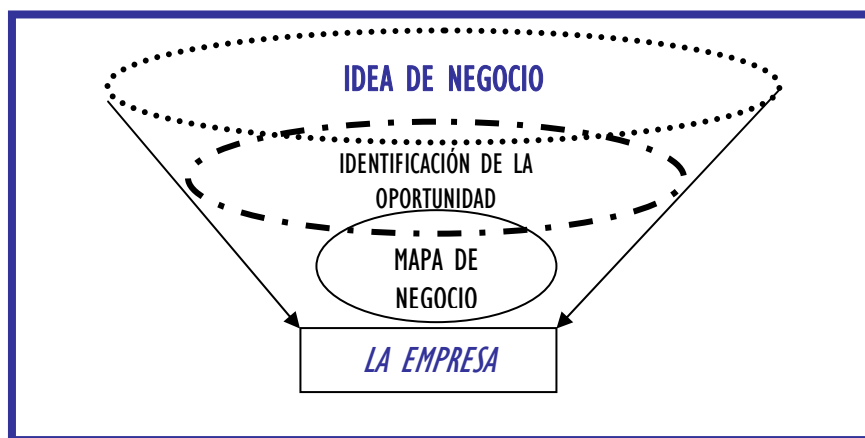 IDEA DE NEGOCIO
IDENTIFICACIÓN DE LA
OPORTUNIDAD
MAPA DE
NEGOCIO
LA EMPRESA